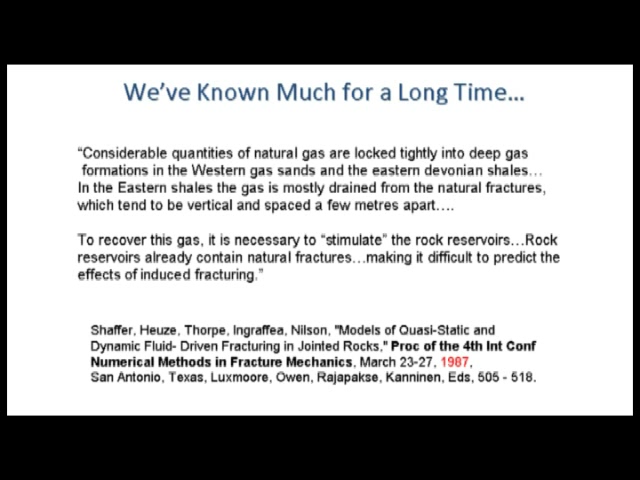 We've Known Much for a Long Time...
“Considerable quantities of natural gas are locked tightly into deep gas
formations in the Western gas sands and the eastern devonian shales…
In the Eastern shales the gas is mostly drained from the natural fractures,
which tend to be vertical and spaced a few metres apart….
To recover this gas, it is necessary to “stimulate” the rock reservoirs…Rock
reservoirs already contain natural fractures…making it difficult to predict the
effects of induced fracturing.”
Shaffer, Heuze, Thorpe, Ingraffea, Nilson, "Models of Quasi-Static and
Dynamic Fluid- Driven Fracturing in Jointed Rocks," Proc of the 4th Int Conf
Numerical Methods in Fracture Mechanics, March 23-27, 1987,
San Antonio, Texas, Luxmoore, Owen, Rajapakse, Kanninen, Eds, 505 - 518.